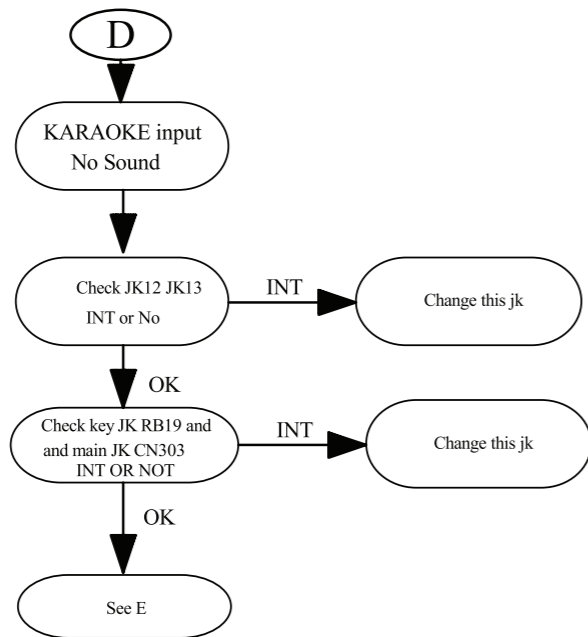 D
KARAOKE input
No Sound
Check JK12 JK13
INT or No
INT
Change this jk
OK
Check key JK RB19 and
and main JK CN303
INT OR NOT
INT
Change this jk
OK
See E